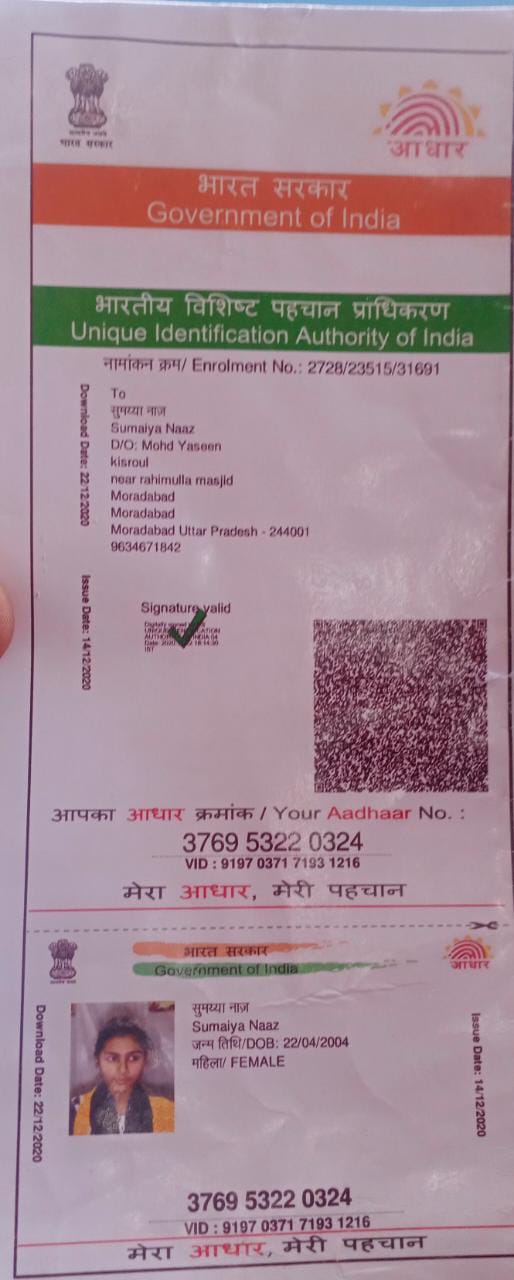 भारत सरकार
आधार
भारत सरकार
Government of India
भारतीय विशिष्ट पहचान प्राधिकरण
Unique Identification Authority of India
नामांकन क्रम/ Enrolment No.: 2728/23515/31691
To
सुमय्या नाज़
Sumaiya Naaz
D/O: Mohd Yaseen
kisroul
near rahimulla masjid
Moradabad
Moradabad
Moradabad Uttar Pradesh - 244001
9634671842
Download Date: 22/12/2020
Issue Date: 14/12/2020
Signature valid
आपका आधार क्रमांक / Your Aadhaar No. :
3769 5322 0324
VID : 9197 0371 7193 1216
मेरा आधार, मेरी पहचान
भारत सरकार
Government of India
आधार
Download Date: 22/12/2020
सुमय्या नाज़
Sumaiya Naaz
जन्म तिथि/DOB: 22/04/2004
महिला/ FEMALE
Issue Date: 14/12/2020
3769 5322 0324
VID : 9197 0371 7193 1216
मेरा आधार, मेरी पहचान